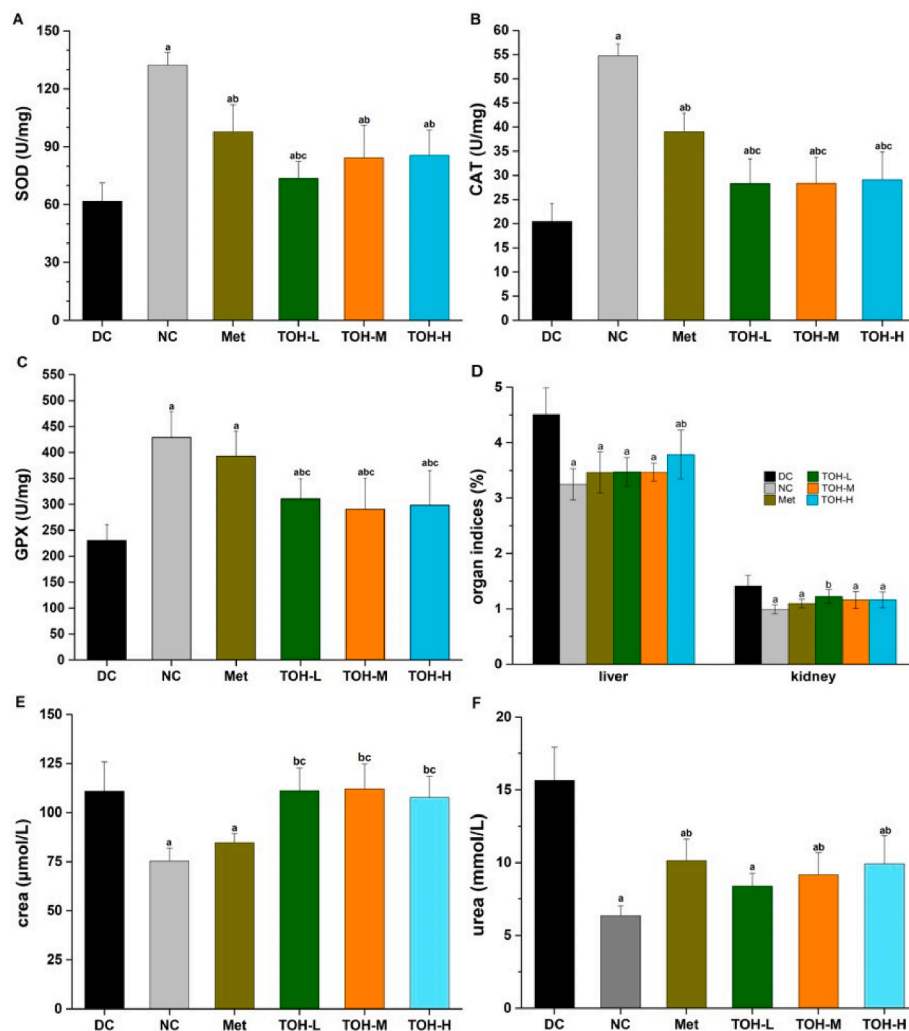 A
SOD (U/mg)
150
120
90
60
30
0
a
ab
abc
ab
ab
DC NC Met TOH-L TOH-M TOH-H
B
CAT (U/mg)
60
55
50
45
40
35
30
25
20
15
10
5
0
a
ab
abc
abc
abc
DC NC Met TOH-L TOH-M TOH-H
C
GPX (U/mg)
500
450
400
350
300
250
200
150
100
50
0
a
a
abc
abc
abc
DC NC Met TOH-L TOH-M TOH-H
D
organ indices (%)
5
4
3
2
1
0
a
a
a
a
ab
a
a
b
a
a
DC TOH-L
NC TOH-M
Met TOH-H
liver kidney
E
crea (μmol/L)
150
125
100
75
50
25
0
a
a
bc
bc
bc
DC NC Met TOH-L TOH-M TOH-H
F
urea (mmol/L)
20
15
10
5
0
a
ab
a
ab
ab
DC NC Met TOH-L TOH-M TOH-H